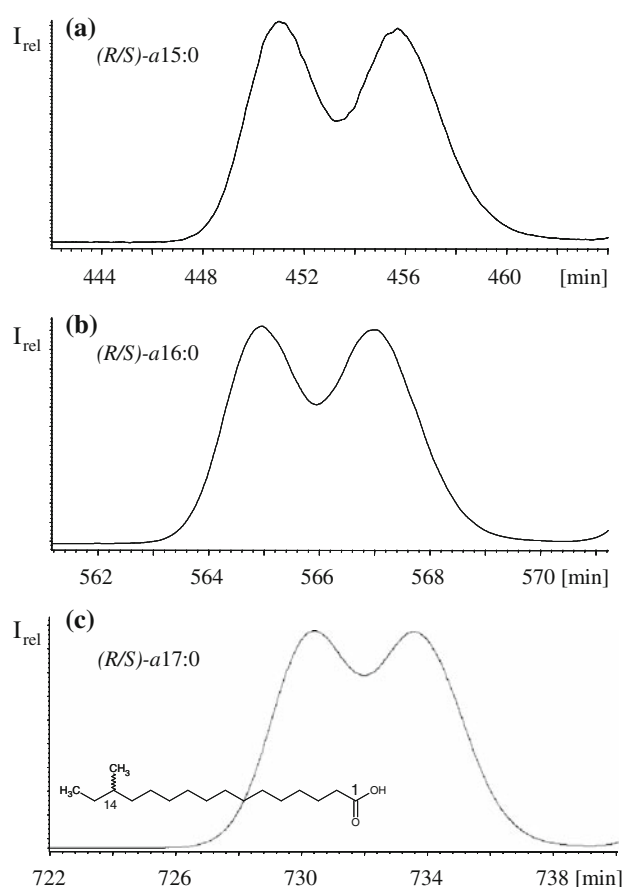 (a)
I_rel
(R/S)-a15:0
444 448 452 456 460 [min]
(b)
I_rel
(R/S)-a16:0
562 564 566 568 570 [min]
(c)
I_rel
(R/S)-a17:0
CH₃
H₃C
14
1
OH
O
722 726 730 734 738 [min]